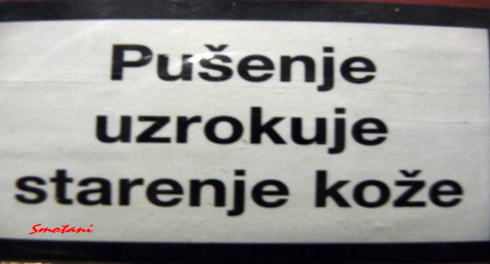 Pušenje
uzrokuje
starenje kože
Smotani